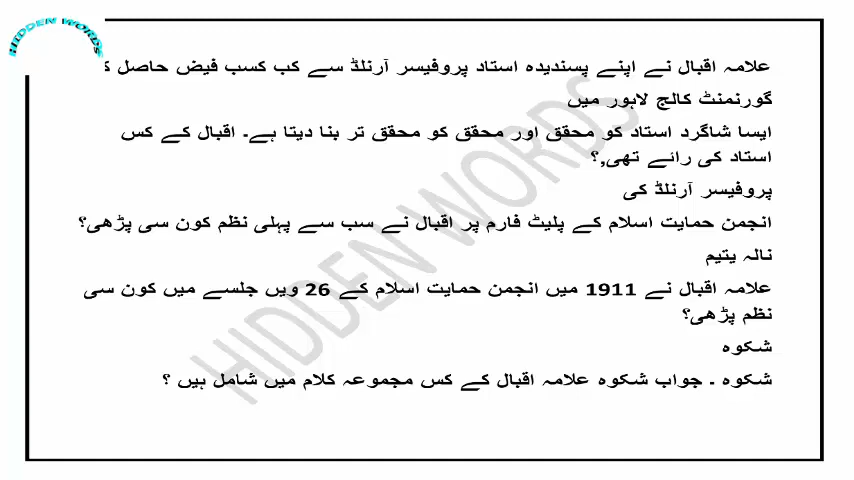 HIDDEN WORDS
علامہ اقبال نے اپنے پسندیدہ استاد پروفیسر آرنلڈ سے کب کسب فیض حاصل
گورنمنٹ کالج لاہور میں
ایسا شاگرد استاد کو محقق اور محقق کو محقق تر بنا دیتا ہے۔ اقبال کے کس
استاد کی رائے تھی,؟
پروفیسر آرنلڈ کی
انجمن حمایت اسلام کے پلیٹ فارم پر اقبال نے سب سے پہلی نظم کون سی پڑھی؟
نالہ یتیم
علامہ اقبال نے 1911 میں انجمن حمایت اسلام کے 26 ویں جلسے میں کون سی
نظم پڑھی؟
شکوہ
شکوہ ۔ جواب شکوہ علامہ اقبال کے کس مجموعہ کلام میں شامل ہیں ؟
HIDDEN WORDS